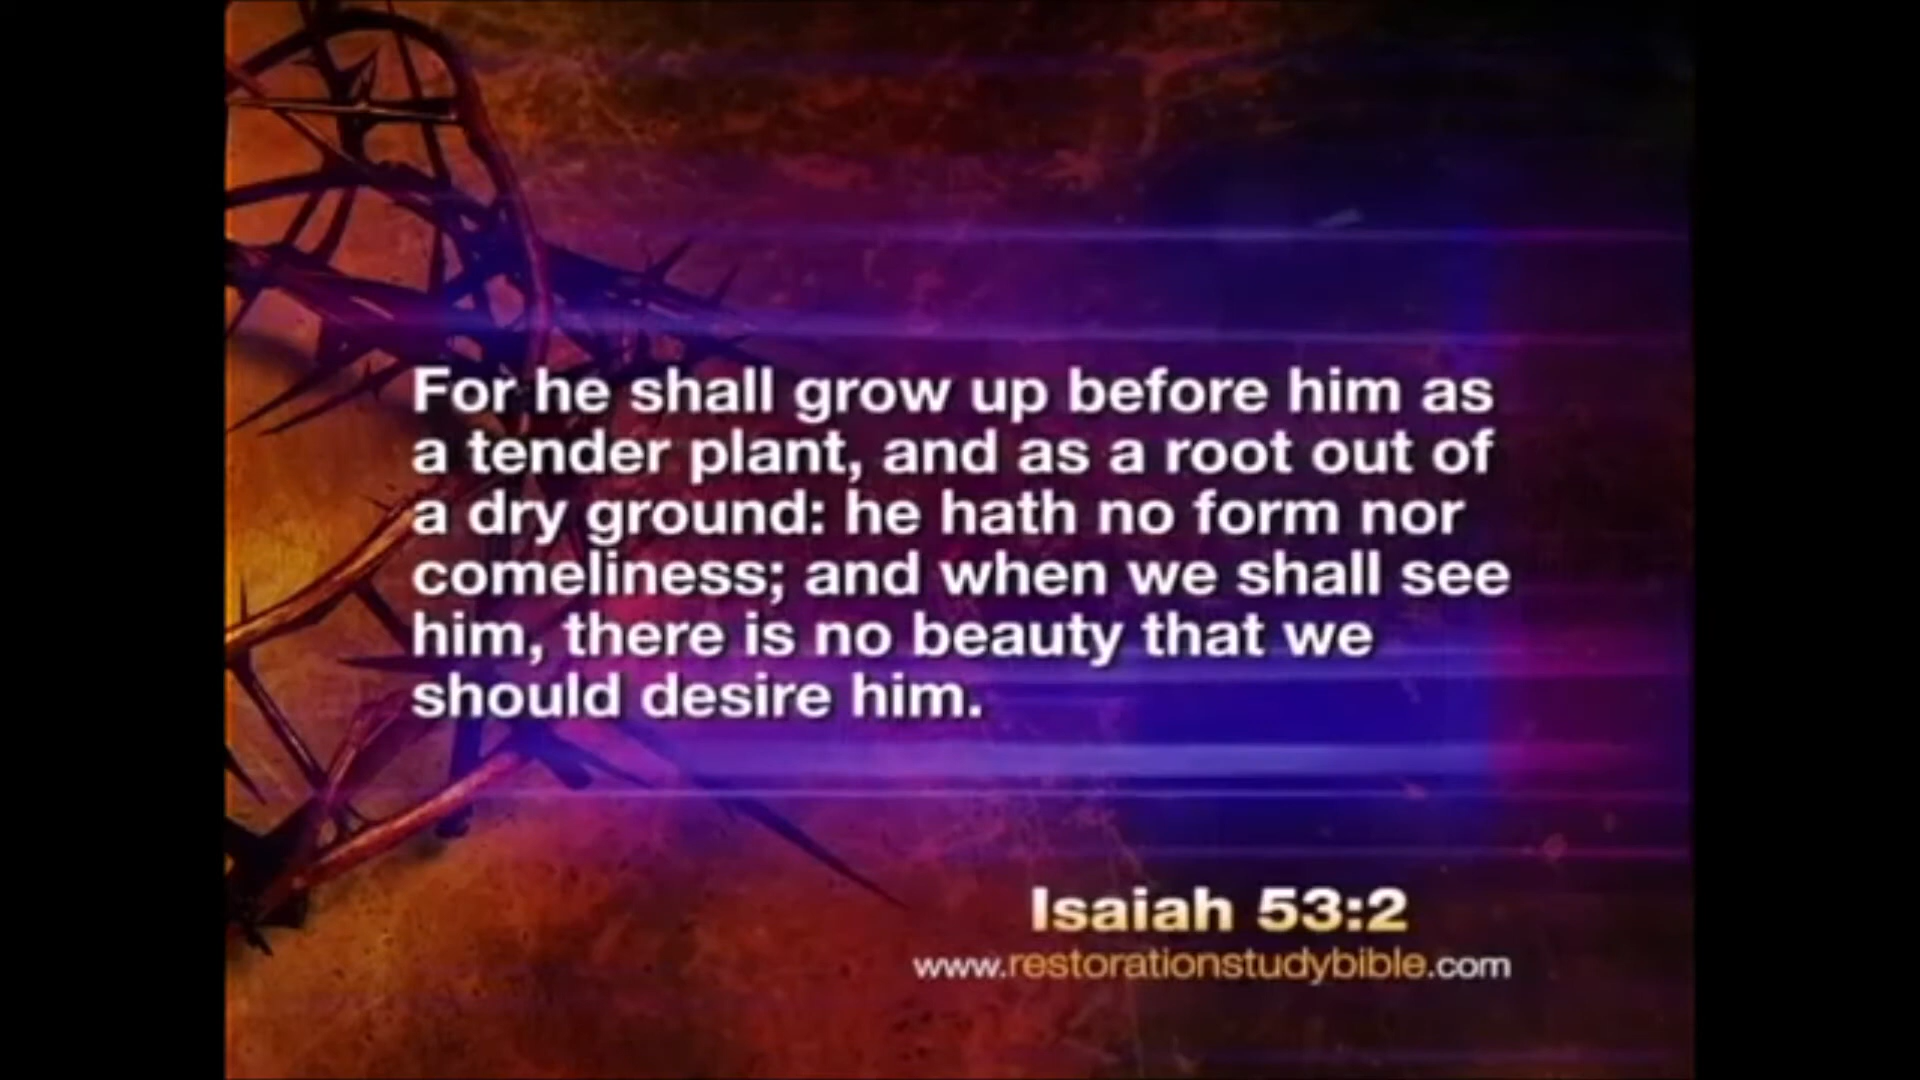 For he shall grow up before him as
a tender plant, and as a root out of
a dry ground: he hath no form nor
comeliness; and when we shall see
him, there is no beauty that we
should desire him.
Isaiah 53:2
www.restorationstudybible.com